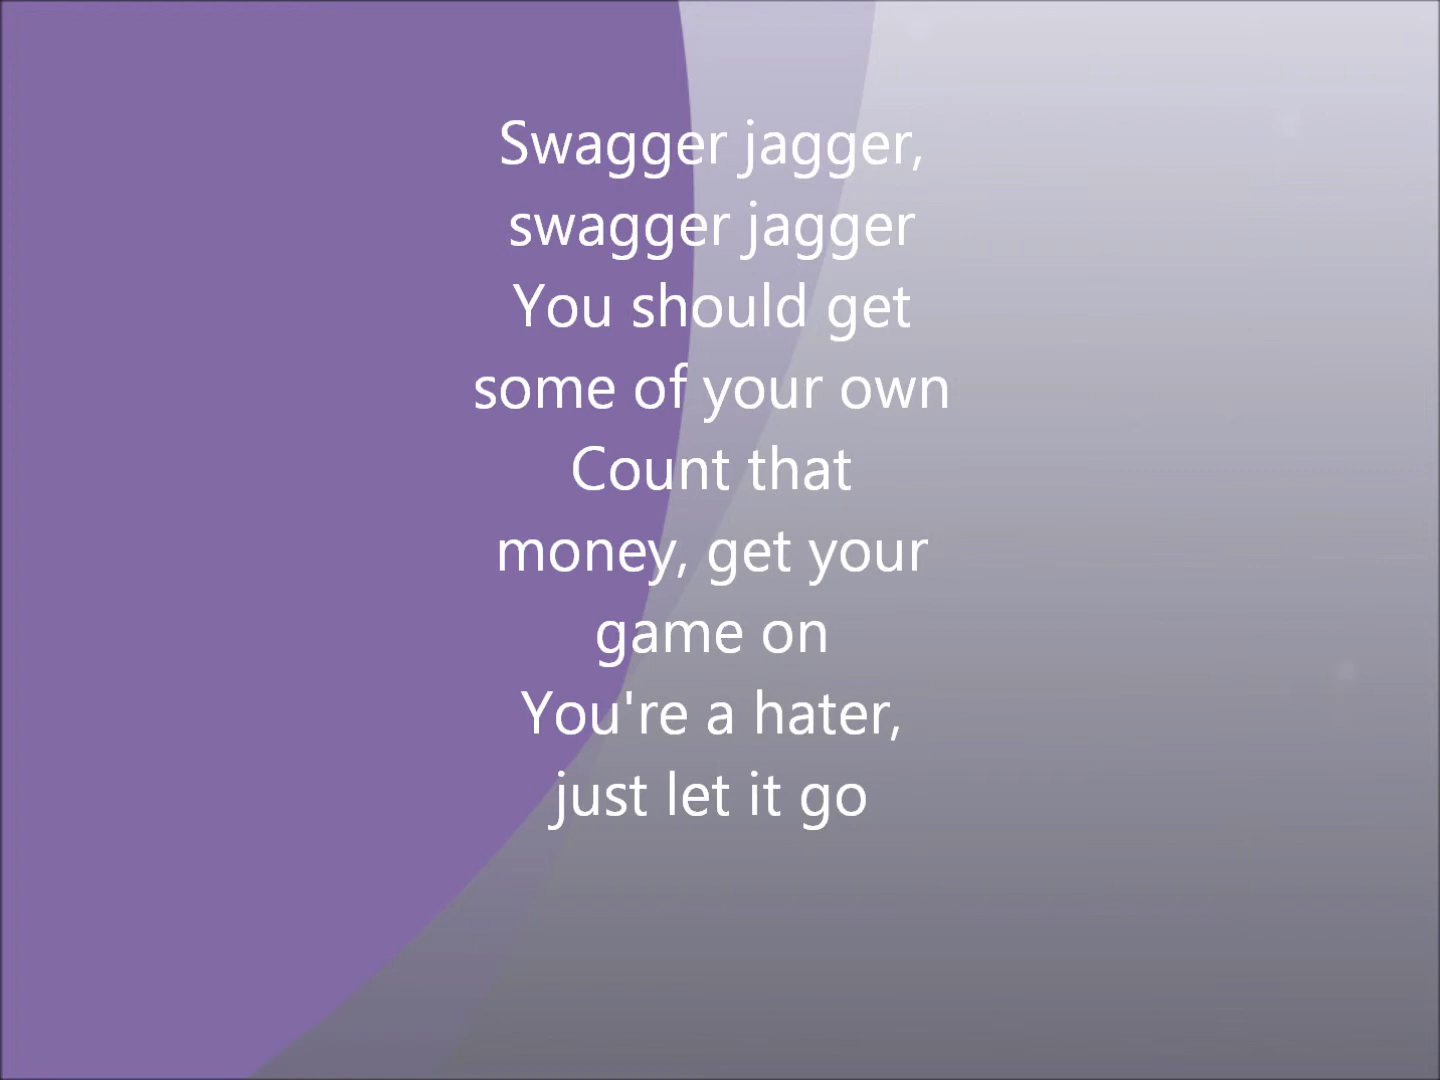 Swagger jagger,
swagger jagger
You should get
some of your own
Count that
money, get your
game on
You're a hater,
just let it go